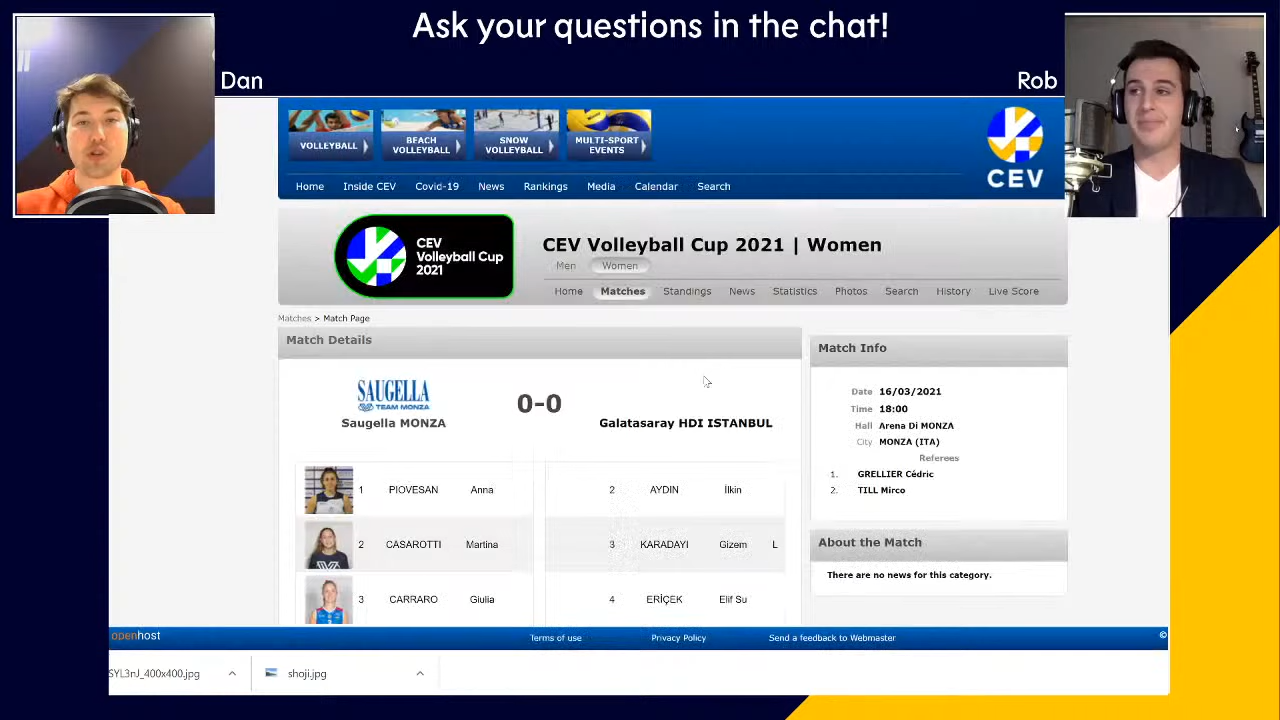 Ask your questions in the chat!
Dan
Rob
VOLLEYBALL
BEACH
VOLLEYBALL
SNOW
VOLLEYBALL
MULTI-SPORT
EVENTS
CEV
Home Inside CEV Covid-19 News Rankings Media Calendar Search
CEV
Volleyball Cup
2021
CEV Volleyball Cup 2021 | Women
Men Women
Home Matches Standings News Statistics Photos Search History Live Score
Matches > Match Page
Match Details
SAUGELLA
TEAM MONZA
0-0
Saugella MONZA
Galatasaray HDI ISTANBUL
1 PIOVESAN Anna
2 AYDIN İlkin
2 CASAROTTI Martina
3 KARADAYI Gizem L
3 CARRARO Giulia
4 ERİÇEK Elif Su
Match Info
Date 16/03/2021
Time 18:00
Hall Arena Di MONZA
City MONZA (ITA)
Referees
1. GRELLIER Cédric
2. TILL Mirco
About the Match
There are no news for this category.
openhost
Terms of use Privacy Policy Send a feedback to Webmaster ©
SYL3nJ_400x400.jpg
shoji.jpg